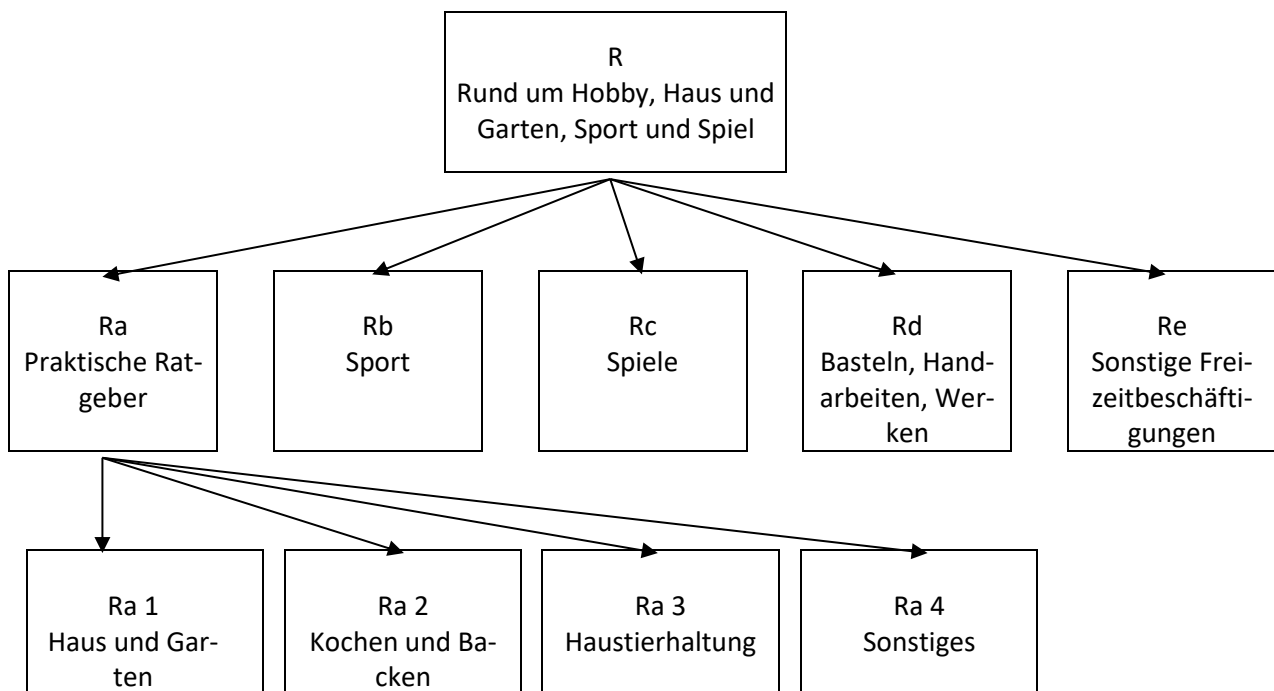 R
Rund um Hobby, Haus und
Garten, Sport und Spiel
Ra
Praktische Rat-
geber
Rb
Sport
Rc
Spiele
Rd
Basteln, Hand-
arbeiten, Wer-
ken
Re
Sonstige Frei-
zeitbeschäfti-
gungen
Ra 1
Haus und Gar-
ten
Ra 2
Kochen und Ba-
cken
Ra 3
Haustierhaltung
Ra 4
Sonstiges